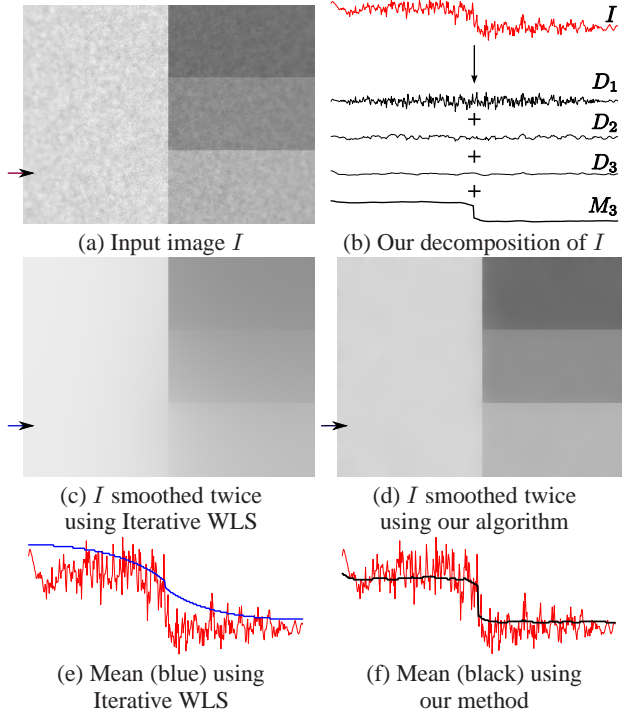 I
D1
+
D2
+
D3
+
M3
(a) Input image I
(b) Our decomposition of I
(c) I smoothed twice
using Iterative WLS
(d) I smoothed twice
using our algorithm
(e) Mean (blue) using
Iterative WLS
(f) Mean (black) using
our method